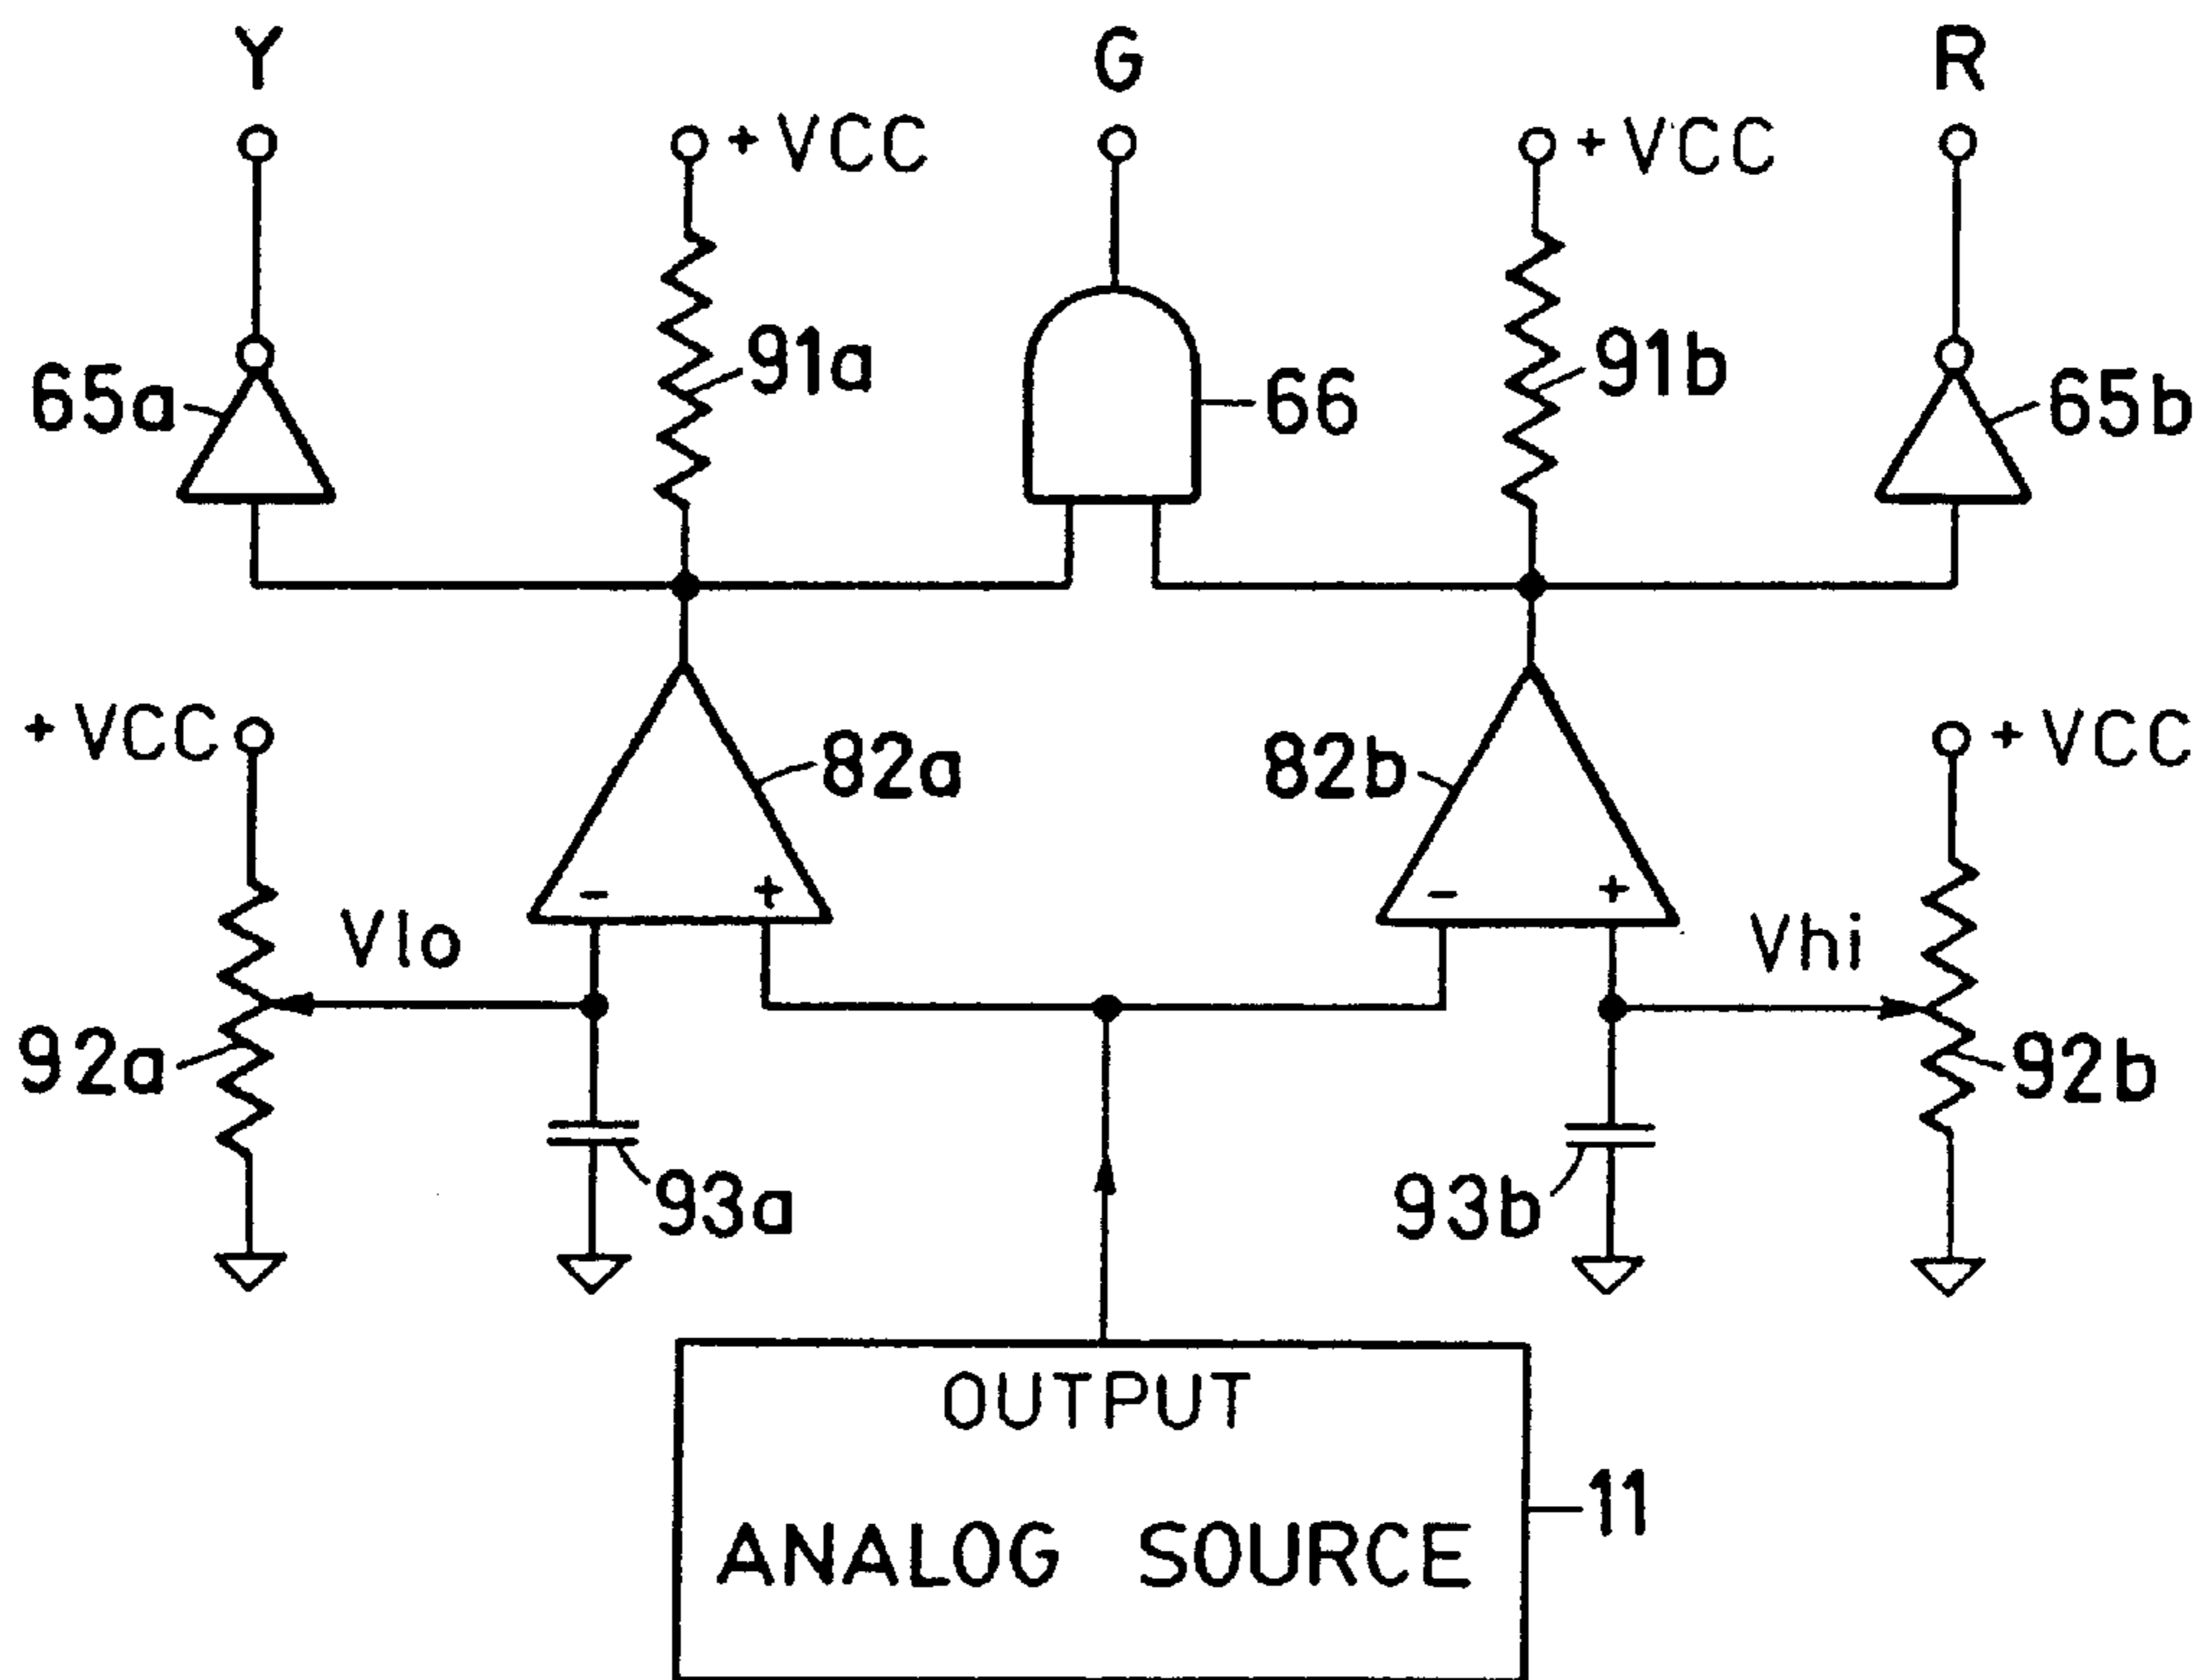 Y G R
+VCC +VCC
65a 91a 66 91b 65b
+VCC 82a 82b +VCC
- + - +
Vlo Vhi
92a 92b
93a 93b
OUTPUT
11
ANALOG SOURCE